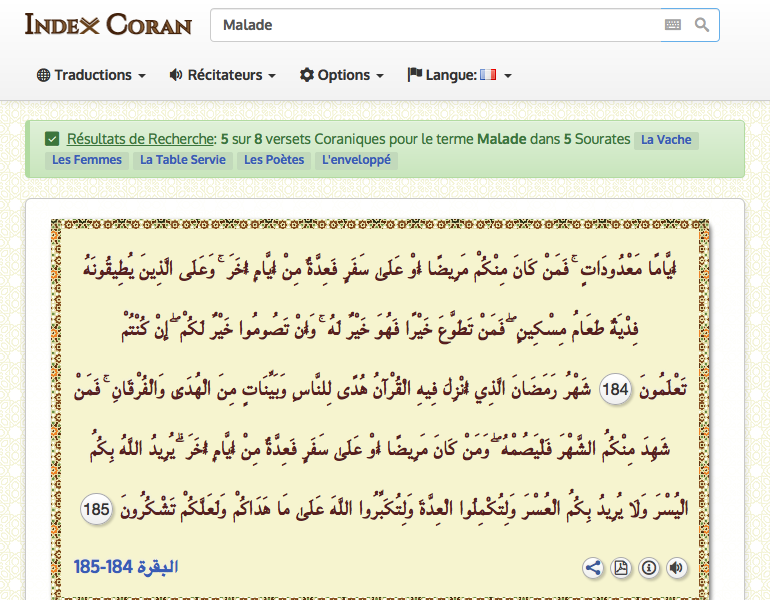 Index Coran
Malade
Traductions
Récitateurs
Options
Langue:
Résultats de Recherche: 5 sur 8 versets Coraniques pour le terme Malade dans 5 Sourates La Vache
Les Femmes La Table Servie Les Poètes L'enveloppé
أَيَّامًا مَعْدُودَاتٍ ۚ فَمَنْ كَانَ مِنْكُمْ مَرِيضًا أَوْ عَلَىٰ سَفَرٍ فَعِدَّةٌ مِنْ أَيَّامٍ أُخَرَ ۚ وَعَلَى الَّذِينَ يُطِيقُونَهُ
فِدْيَةٌ طَعَامُ مِسْكِينٍ ۖ فَمَنْ تَطَوَّعَ خَيْرًا فَهُوَ خَيْرٌ لَهُ ۚ وَأَنْ تَصُومُوا خَيْرٌ لَكُمْ ۖ إِنْ كُنْتُمْ
تَعْلَمُونَ 184 شَهْرُ رَمَضَانَ الَّذِي أُنْزِلَ فِيهِ الْقُرْآنُ هُدًى لِلنَّاسِ وَبَيِّنَاتٍ مِنَ الْهُدَىٰ وَالْفُرْقَانِ ۚ فَمَنْ
شَهِدَ مِنْكُمُ الشَّهْرَ فَلْيَصُمْهُ ۖ وَمَنْ كَانَ مَرِيضًا أَوْ عَلَىٰ سَفَرٍ فَعِدَّةٌ مِنْ أَيَّامٍ أُخَرَ ۗ يُرِيدُ اللَّهُ بِكُمُ
الْيُسْرَ وَلَا يُرِيدُ بِكُمُ الْعُسْرَ وَلِتُكْمِلُوا الْعِدَّةَ وَلِتُكَبِّرُوا اللَّهَ عَلَىٰ مَا هَدَاكُمْ وَلَعَلَّكُمْ تَشْكُرُونَ 185
البقرة 184-185